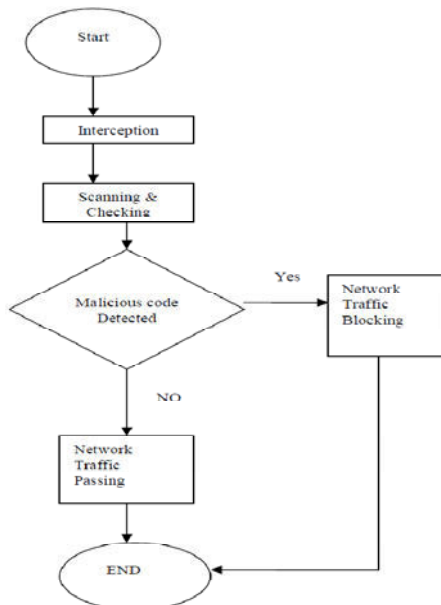 Start
Interception
Scanning &
Checking
Malicious code
Detected
Yes
Network
Traffic
Blocking
NO
Network
Traffic
Passing
END